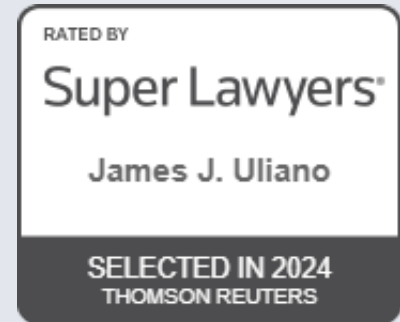 RATED BY
Super Lawyers®
James J. Uliano
SELECTED IN 2024
THOMSON REUTERS